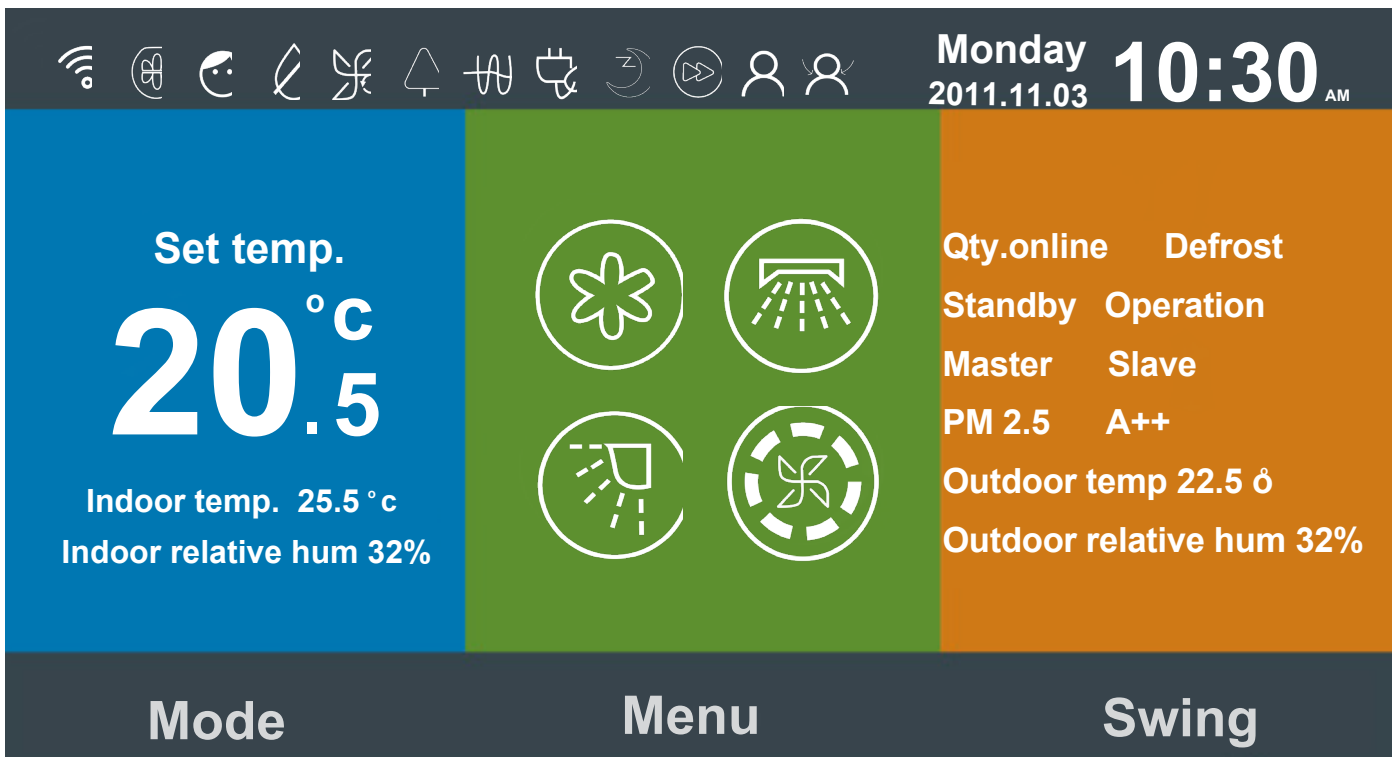 Monday
2011.11.03
10:30 AM
Set temp.
20.5 °c
Indoor temp. 25.5 °c
Indoor relative hum 32%
z
Qty.online Defrost
Standby Operation
Master Slave
PM 2.5 A++
Outdoor temp 22.5 o
Outdoor relative hum 32%
Mode
Menu
Swing